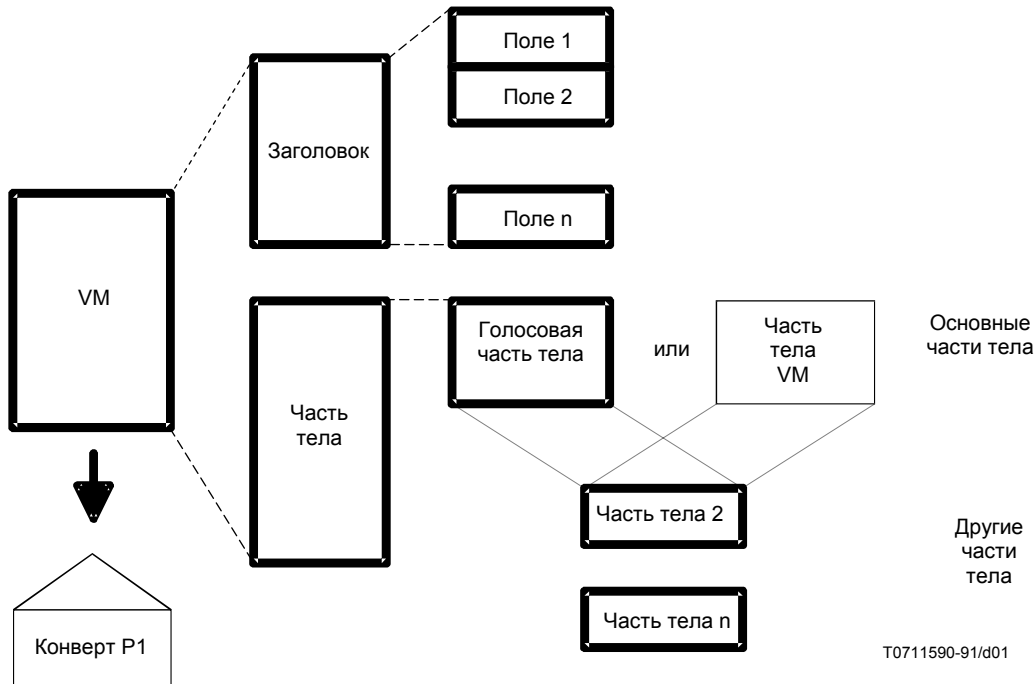 Поле 1
Поле 2
Заголовок
Поле n
VM
Голосовая
часть тела
или
Часть
тела
VM
Основные
части тела
Часть
тела
Часть тела 2
Другие
части
тела
Часть тела n
Конверт P1
T0711590-91/d01